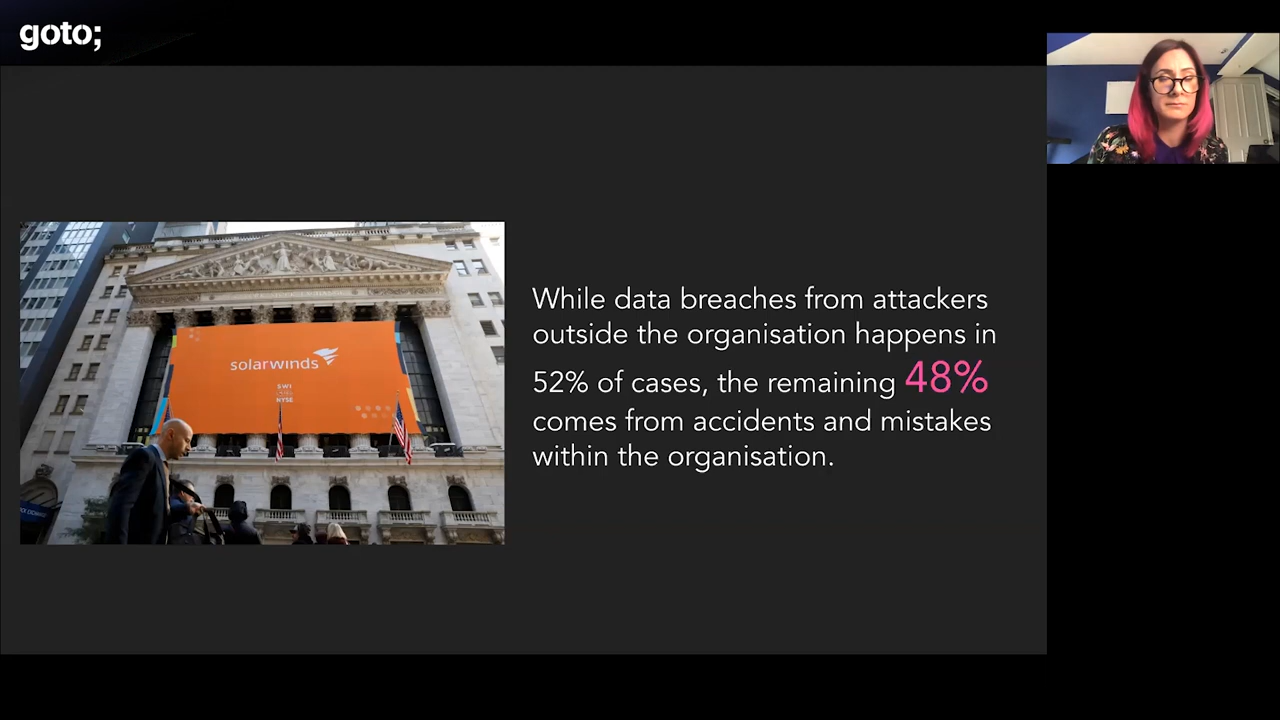 goto;
solarwinds
SWI
NYSE
While data breaches from attackers
outside the organisation happens in
52% of cases, the remaining 48%
comes from accidents and mistakes
within the organisation.